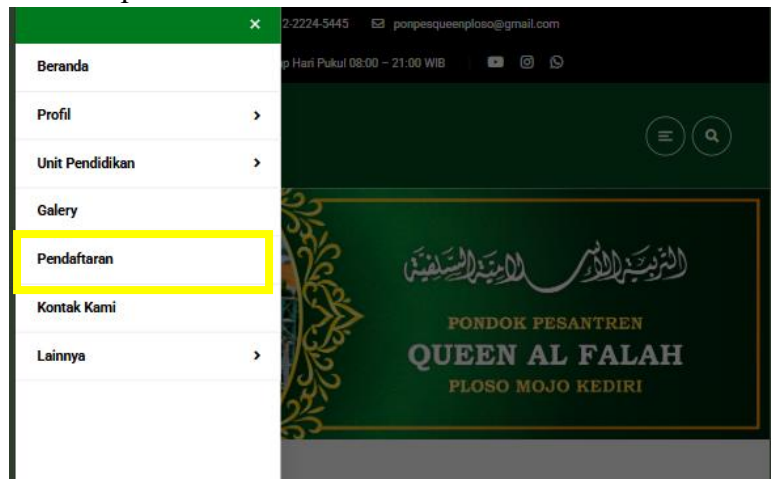 2-2224-5445 ponpesqueenploso@gmail.com
Beranda
p Hari Pukul 08:00 – 21:00 WIB
Profil
Unit Pendidikan
Galery
Pendaftaran
Kontak Kami
Lainnya
PONDOK PESANTREN
QUEEN AL FALAH
PLOSO MOJO KEDIRI